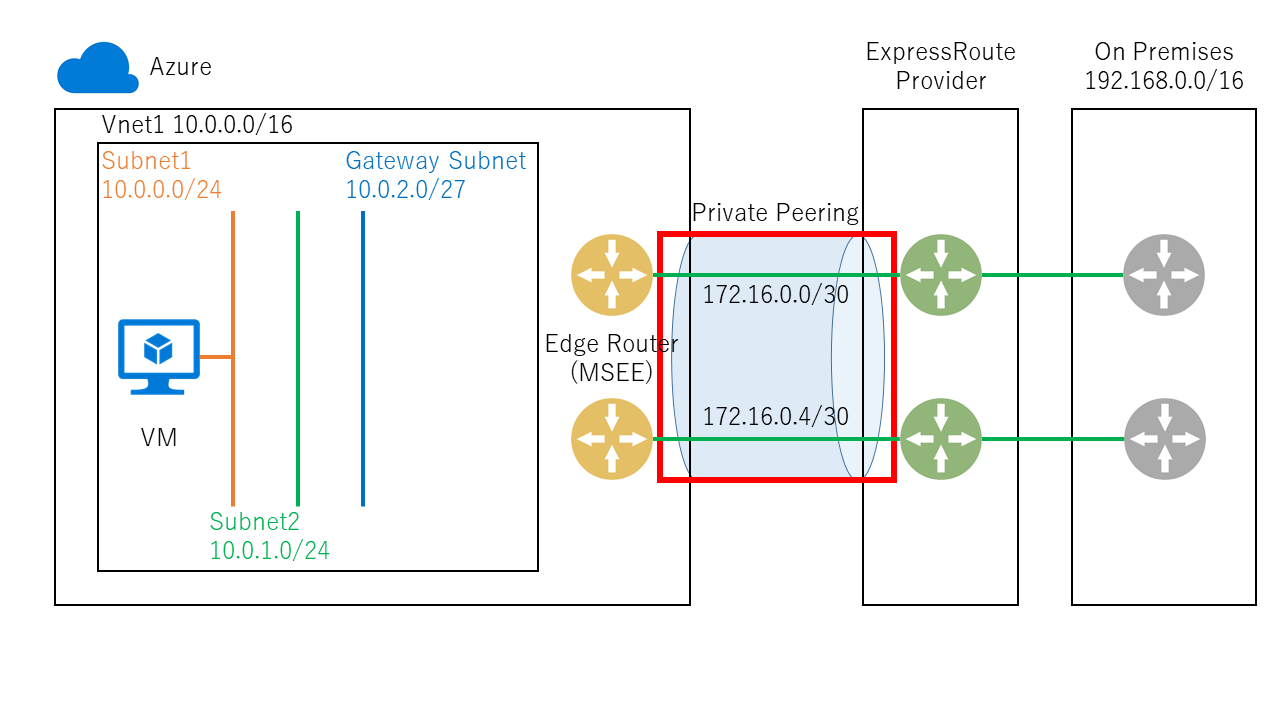 Azure
ExpressRoute
Provider
On Premises
192.168.0.0/16
Vnet1 10.0.0.0/16
Subnet1
10.0.0.0/24
Gateway Subnet
10.0.2.0/27
Private Peering
172.16.0.0/30
Edge Router
(MSEE)
172.16.0.4/30
VM
Subnet2
10.0.1.0/24